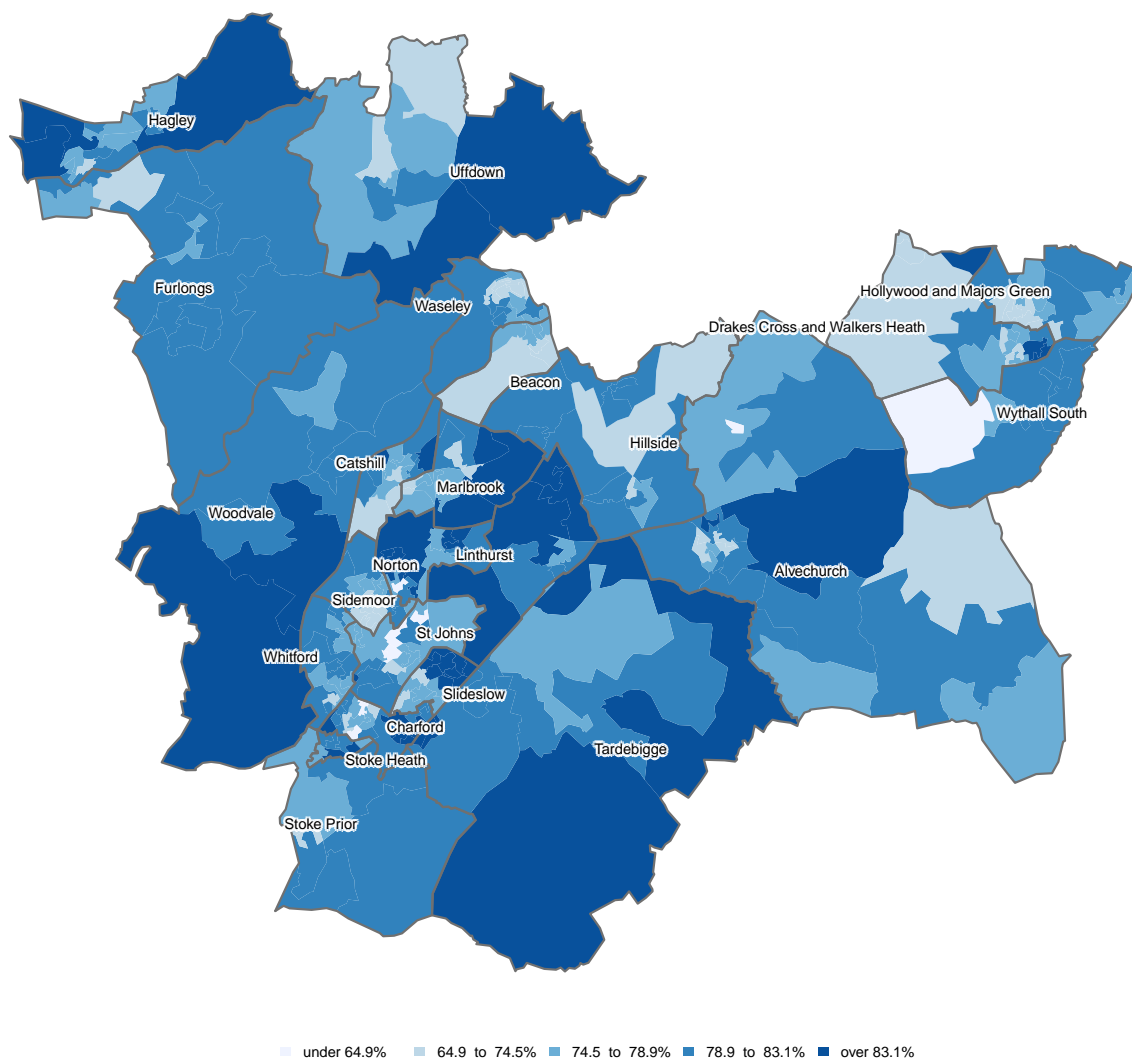 Hagley
Uffdown
Furlongs
Waseley
Hollywood and Majors Green
Drakes Cross and Walkers Heath
Beacon
Wythall South
Hillside
Catshill
Marlbrook
Woodvale
Linthurst
Norton
Alvechurch
Sidemoor
St Johns
Whitford
Slideslow
Charford
Tardebigge
Stoke Heath
Stoke Prior
under 64.9% 64.9 to 74.5% 74.5 to 78.9% 78.9 to 83.1% over 83.1%